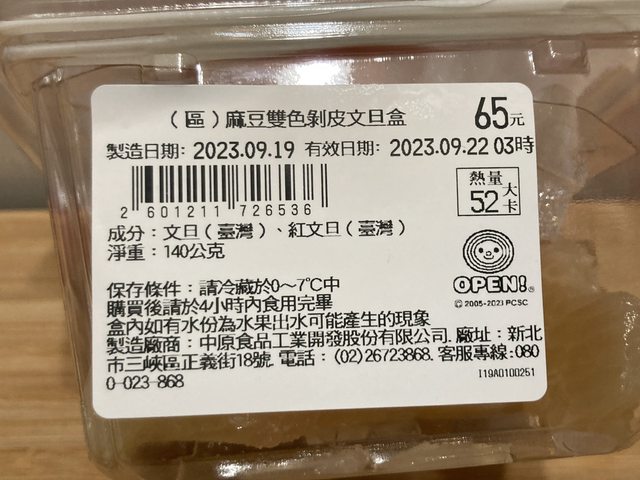 （區）麻豆雙色剝皮文旦盒 65元
製造日期: 2023.09.19 有效日期: 2023.09.22 03時
2 601211 726536
熱量
52大卡
成分：文旦（臺灣）、紅文旦（臺灣）
淨重：140公克
OPEN!®
© 2005-2023 PCSC
保存條件：請冷藏於0~7℃中
購買後請於4小時內食用完畢
盒內如有水份為水果出水可能產生的現象
製造廠商：中原食品工業開發股份有限公司. 廠址：新北
市三峽區正義街18號. 電話：(02)26723868. 客服專線:080
0-023-868
I19A0100251